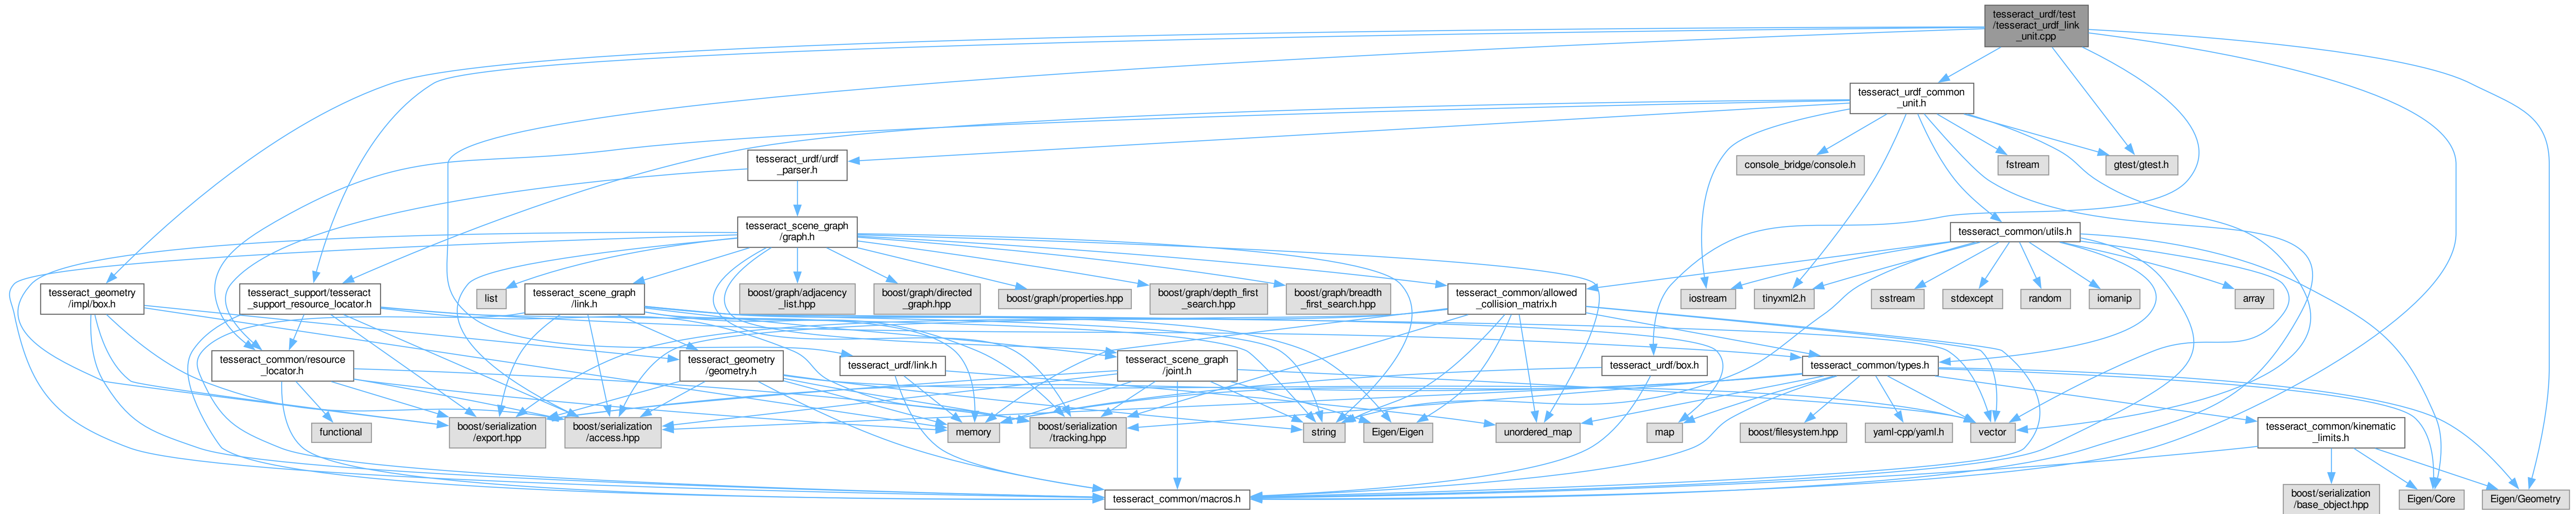 tesseract_urdf/test
/tesseract_urdf_link
_unit.cpp
tesseract_urdf_common
_unit.h
tesseract_urdf/urdf
_parser.h
console_bridge/console.h
fstream
gtest/gtest.h
tesseract_scene_graph
/graph.h
tesseract_common/utils.h
tesseract_geometry
/impl/box.h
tesseract_support/tesseract
_support_resource_locator.h
list
tesseract_scene_graph
/link.h
boost/graph/adjacency
_list.hpp
boost/graph/directed
_graph.hpp
boost/graph/properties.hpp
boost/graph/depth_first
_search.hpp
boost/graph/breadth
_first_search.hpp
tesseract_common/allowed
_collision_matrix.h
iostream
tinyxml2.h
sstream
stdexcept
random
iomanip
array
tesseract_common/resource
_locator.h
tesseract_geometry
/geometry.h
tesseract_urdf/link.h
tesseract_scene_graph
/joint.h
tesseract_urdf/box.h
tesseract_common/types.h
functional
boost/serialization
/export.hpp
boost/serialization
/access.hpp
memory
boost/serialization
/tracking.hpp
string
Eigen/Eigen
unordered_map
map
boost/filesystem.hpp
yaml-cpp/yaml.h
vector
tesseract_common/kinematic
_limits.h
tesseract_common/macros.h
boost/serialization
/base_object.hpp
Eigen/Core
Eigen/Geometry